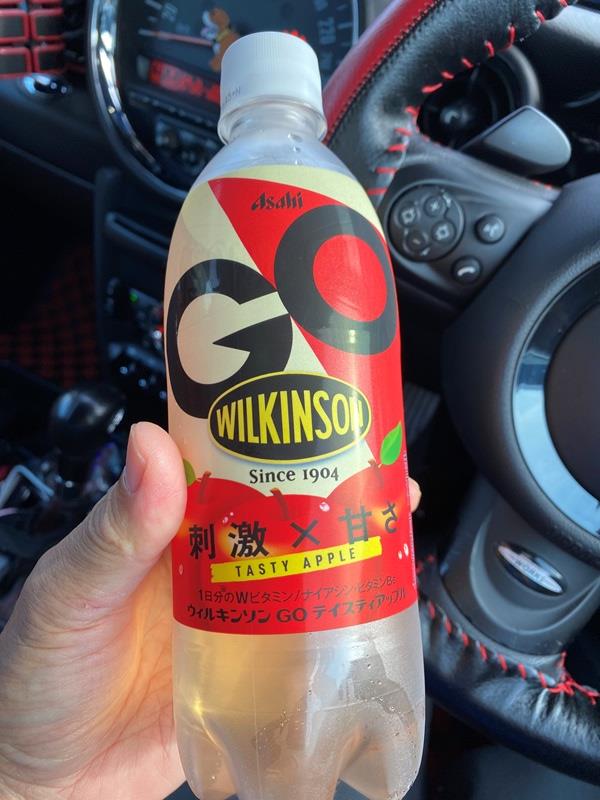 Asahi
GO
WILKINSON
Since 1904
刺激×甘さ
TASTY APPLE
1日分のWビタミン/ナイアシン・ビタミンB6
ウィルキンソン GO テイスティアップル